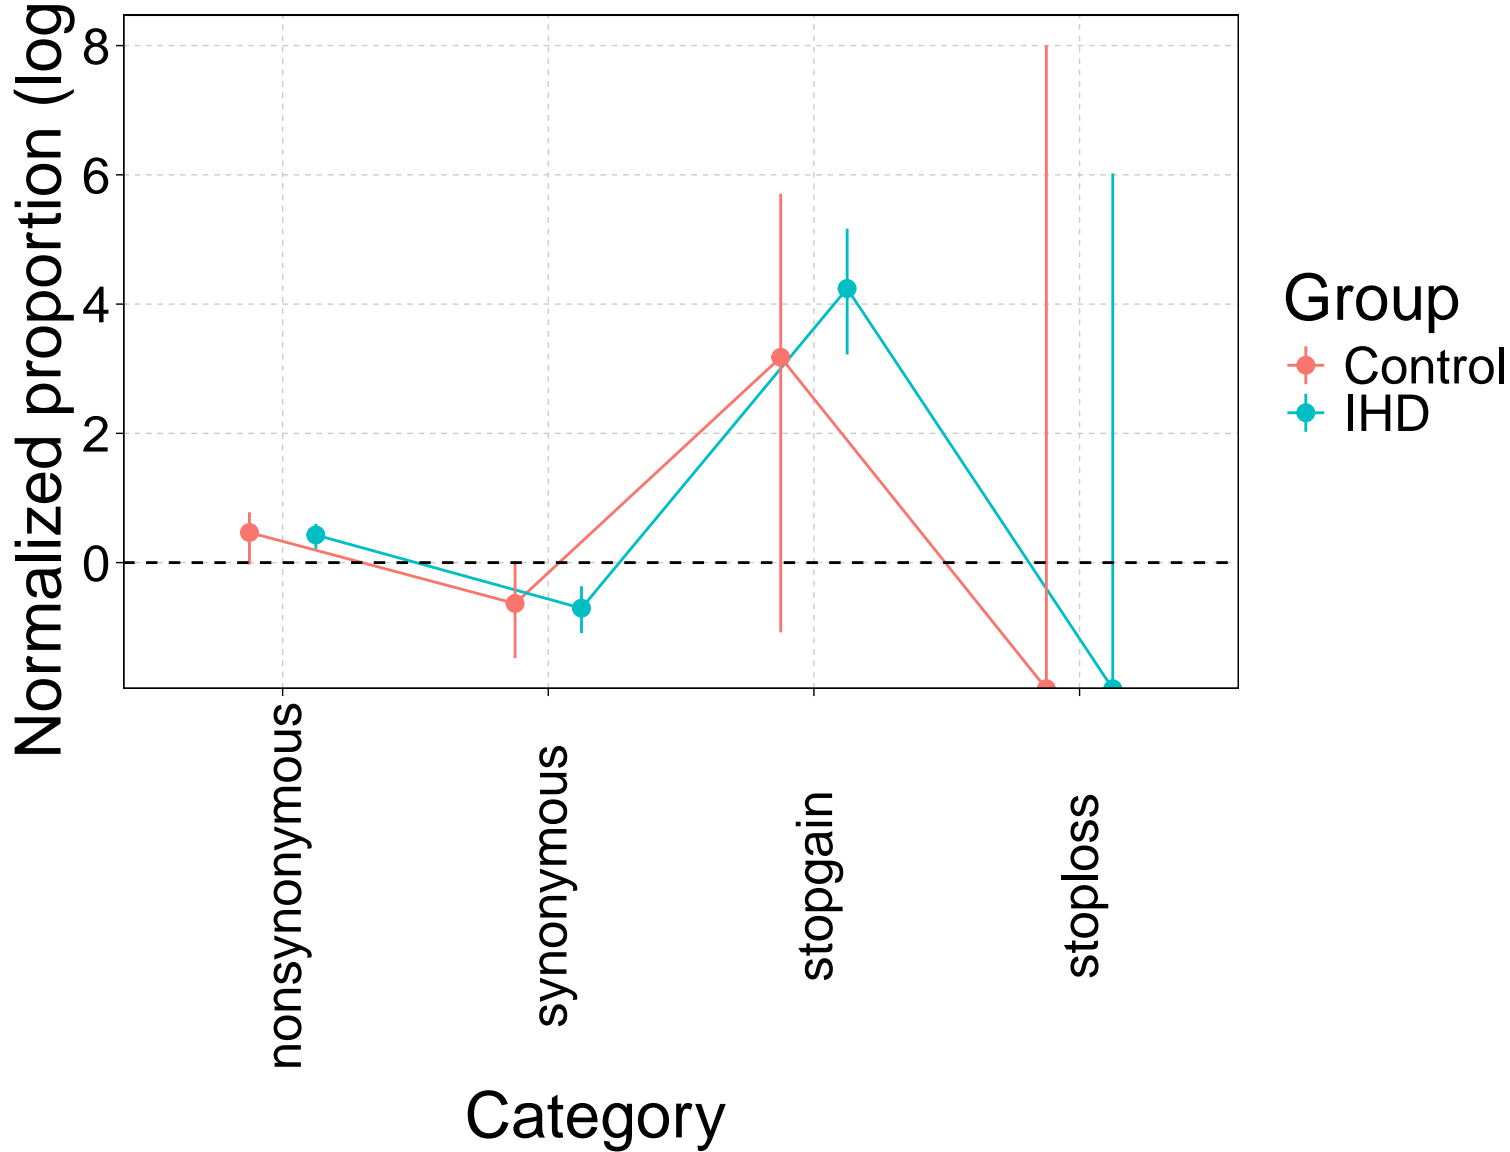 Normalized proportion (log
8
6
4
2
0
nonsynonymous
synonymous
stopgain
stoploss
Category
Group
Control
IHD